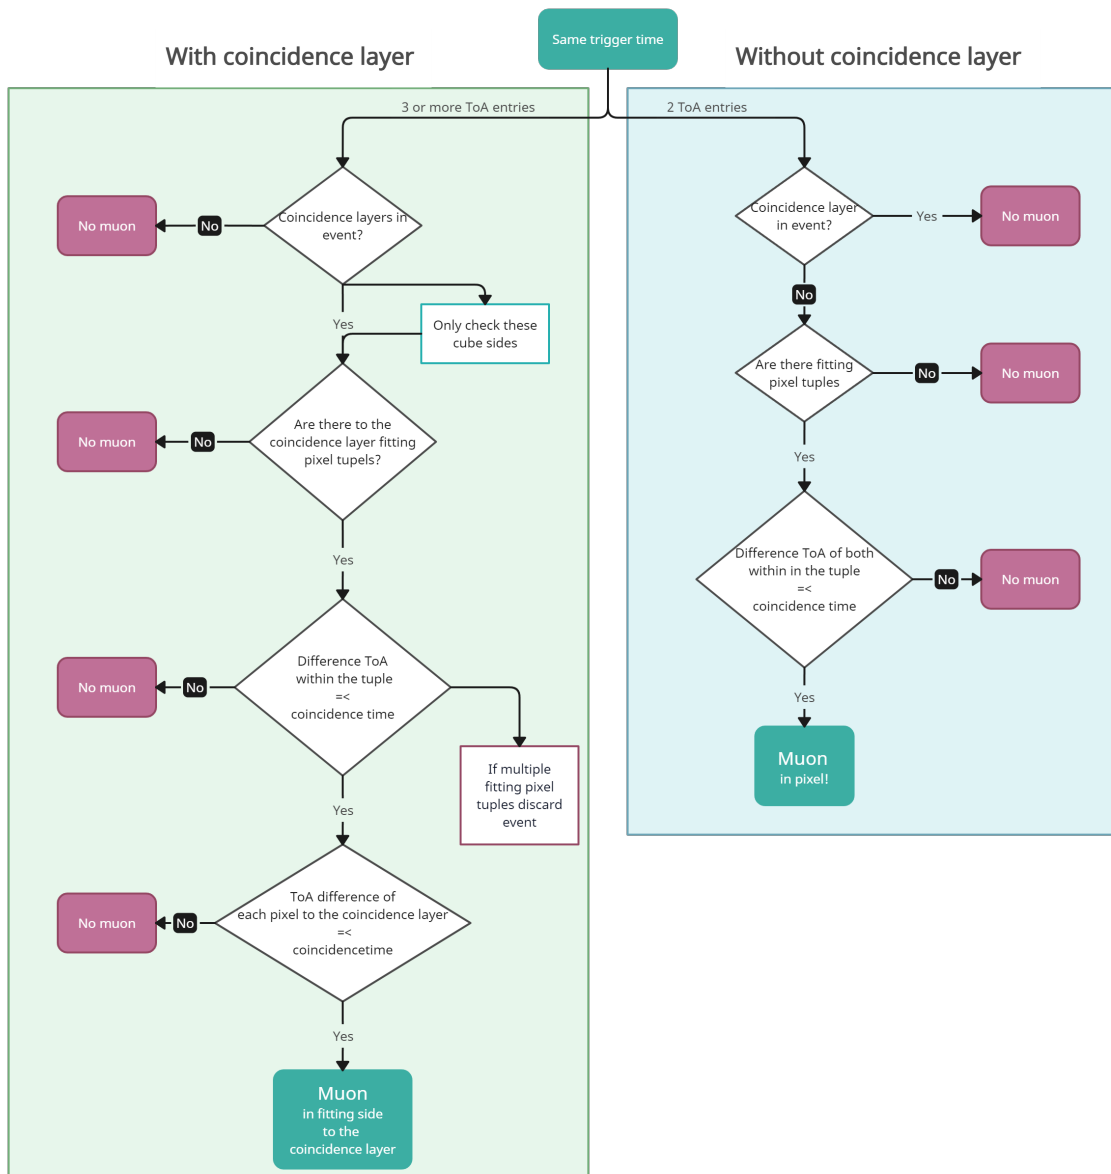 Same trigger time
With coincidence layer
Without coincidence layer
3 or more ToA entries
2 ToA entries
Coincidence layers in
event?
No
No muon
Yes
Only check these
cube sides
Are there to the
coincidence layer fitting
pixel tupels?
No
No muon
Yes
Difference ToA
within the tuple
=<
coincidence time
No
No muon
If multiple
fitting pixel
tuples discard
event
Yes
ToA difference of
each pixel to the coincidence layer
=<
coincidencetime
No
No muon
Yes
Muon
in fitting side
to the
coincidence layer
Coincidence layer
in event?
Yes
No muon
No
Are there fitting
pixel tuples
No
No muon
Yes
Difference ToA of both
within in the tuple
=<
coincidence time
No
No muon
Yes
Muon
in pixel!